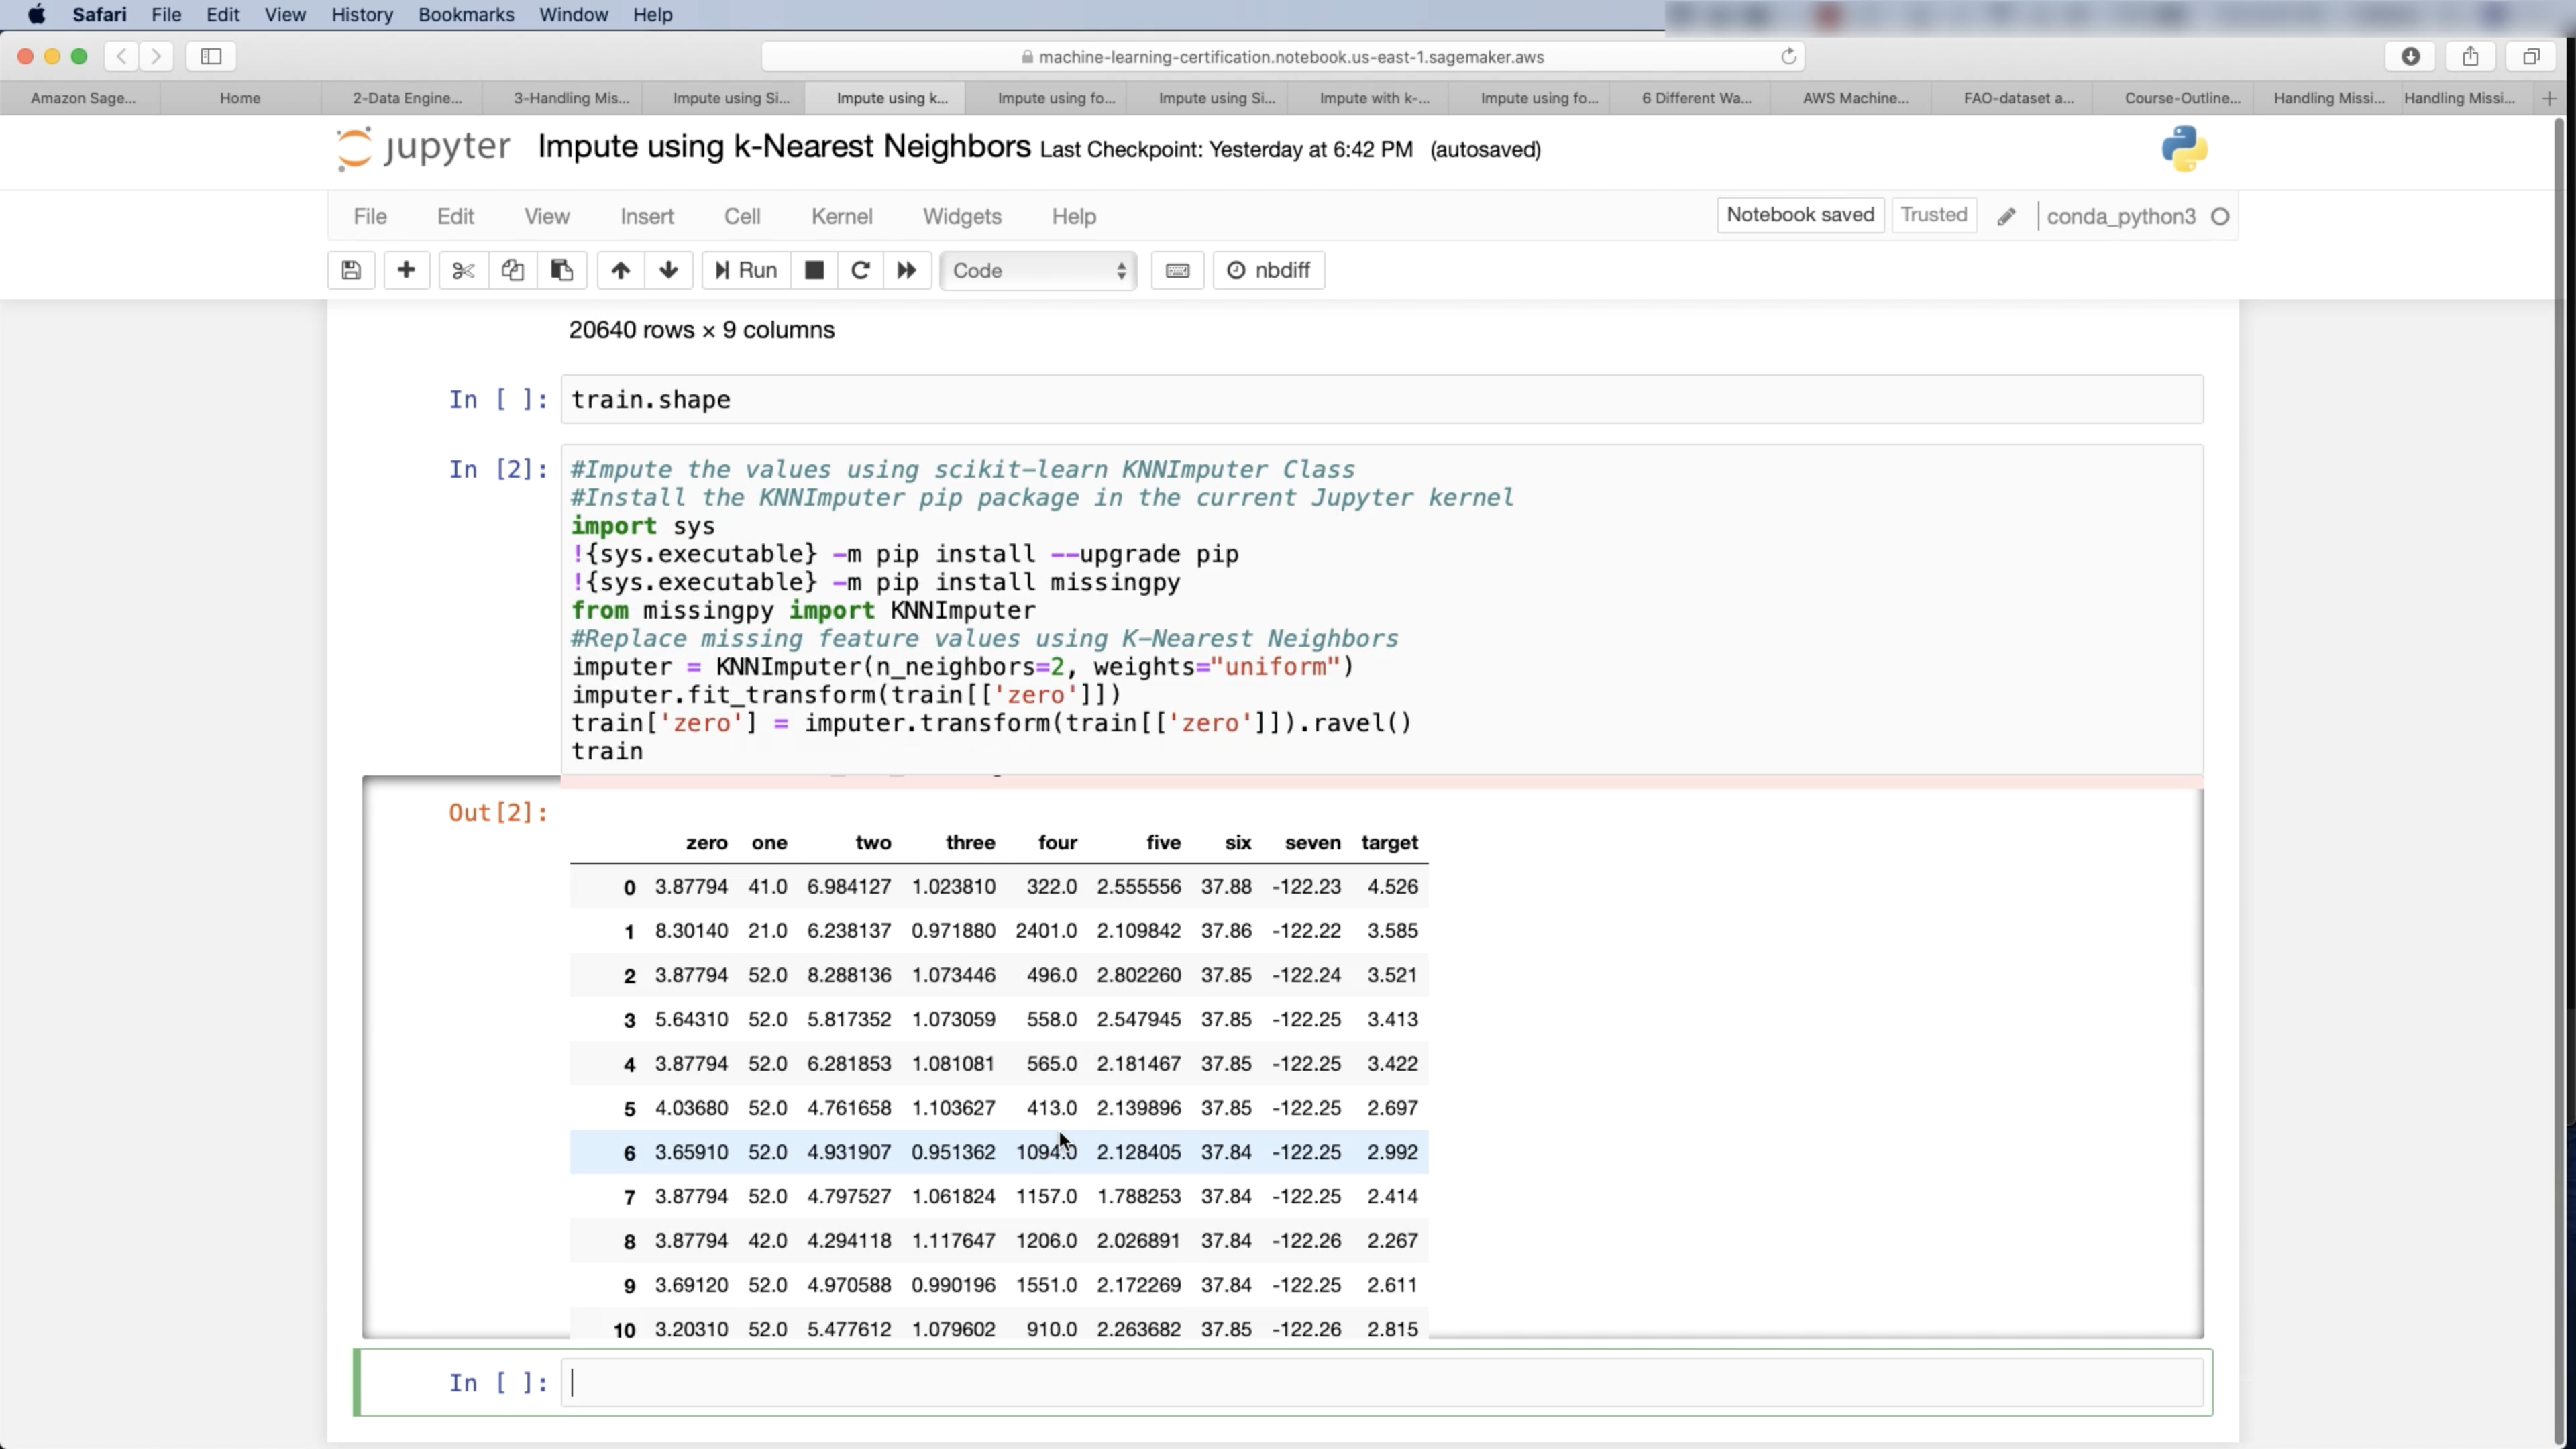 Safari File Edit View History Bookmarks Window Help
machine-learning-certification.notebook.us-east-1.sagemaker.aws
Amazon Sage... Home 2-Data Engine... 3-Handling Mis... Impute using Si... Impute using k... Impute using fo... Impute using Si... Impute with k-... Impute using fo... 6 Different Wa... AWS Machine... FAO-dataset a... Course-Outline... Handling Missi... Handling Missi...
jupyter Impute using k-Nearest Neighbors Last Checkpoint: Yesterday at 6:42 PM (autosaved)
File Edit View Insert Cell Kernel Widgets Help Notebook saved Trusted conda_python3
Run Code nbdiff
20640 rows × 9 columns
In [ ]: train.shape
In [2]: #Impute the values using scikit-learn KNNImputer Class
#Install the KNNImputer pip package in the current Jupyter kernel
import sys
!{sys.executable} -m pip install --upgrade pip
!{sys.executable} -m pip install missingpy
from missingpy import KNNImputer
#Replace missing feature values using K-Nearest Neighbors
imputer = KNNImputer(n_neighbors=2, weights="uniform")
imputer.fit_transform(train[['zero']])
train['zero'] = imputer.transform(train[['zero']]).ravel()
train
Out[2]:
zero one two three four five six seven target
0 3.87794 41.0 6.984127 1.023810 322.0 2.555556 37.88 -122.23 4.526
1 8.30140 21.0 6.238137 0.971880 2401.0 2.109842 37.86 -122.22 3.585
2 3.87794 52.0 8.288136 1.073446 496.0 2.802260 37.85 -122.24 3.521
3 5.64310 52.0 5.817352 1.073059 558.0 2.547945 37.85 -122.25 3.413
4 3.87794 52.0 6.281853 1.081081 565.0 2.181467 37.85 -122.25 3.422
5 4.03680 52.0 4.761658 1.103627 413.0 2.139896 37.85 -122.25 2.697
6 3.65910 52.0 4.931907 0.951362 1094.0 2.128405 37.84 -122.25 2.992
7 3.87794 52.0 4.797527 1.061824 1157.0 1.788253 37.84 -122.25 2.414
8 3.87794 42.0 4.294118 1.117647 1206.0 2.026891 37.84 -122.26 2.267
9 3.69120 52.0 4.970588 0.990196 1551.0 2.172269 37.84 -122.25 2.611
10 3.20310 52.0 5.477612 1.079602 910.0 2.263682 37.85 -122.26 2.815
In [ ]: